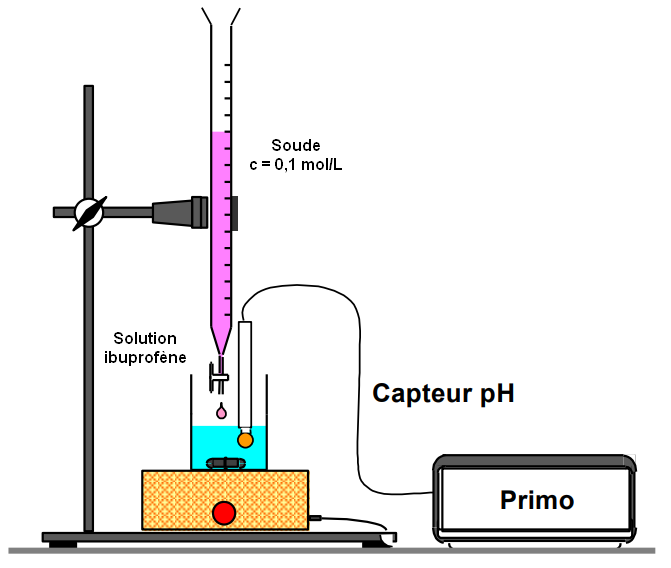 Soude
c = 0,1 mol/L
Solution
ibuprofène
Capteur pH
Primo